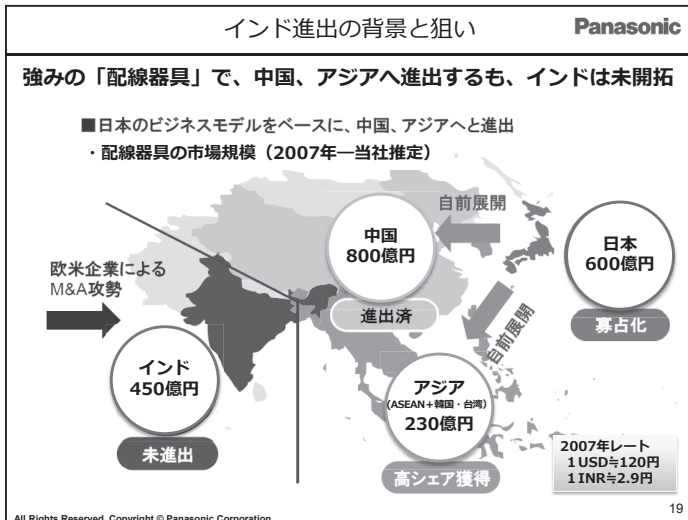 インド進出の背景と狙い
Panasonic
強みの「配線器具」で、中国、アジアへ進出するも、インドは未開拓
■日本のビジネスモデルをベースに、中国、アジアへと進出
・配線器具の市場規模（2007年―当社推定）
自前展開
中国
800億円
進出済
日本
600億円
寡占化
欧米企業による
M&A攻勢
自前展開
インド
450億円
未進出
アジア
(ASEAN＋韓国・台湾)
230億円
高シェア獲得
2007年レート
1 USD≒120円
1 INR≒2.9円
19
All Rights Reserved, Copyright © Panasonic Corporation